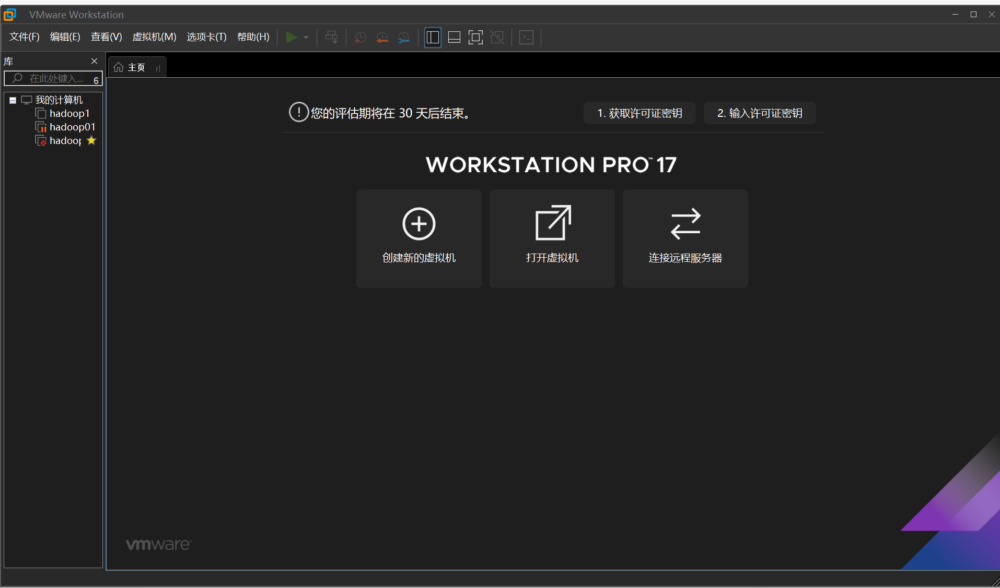 VMware Workstation
文件(F) 编辑(E) 查看(V) 虚拟机(M) 选项卡(T) 帮助(H)
库
在此处键入... 6
主页 r]
我的计算机
hadoop1
hadoop01
hadoop
您的评估期将在 30 天后结束。
1. 获取许可证密钥
2. 输入许可证密钥
WORKSTATION PRO™ 17
创建新的虚拟机
打开虚拟机
连接远程服务器
vmware®